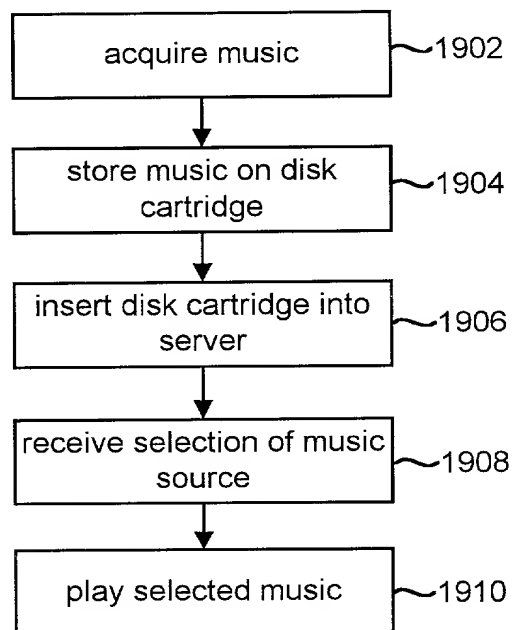 acquire music
1902
store music on disk
cartridge
1904
insert disk cartridge into
server
1906
receive selection of music
source
1908
play selected music
1910